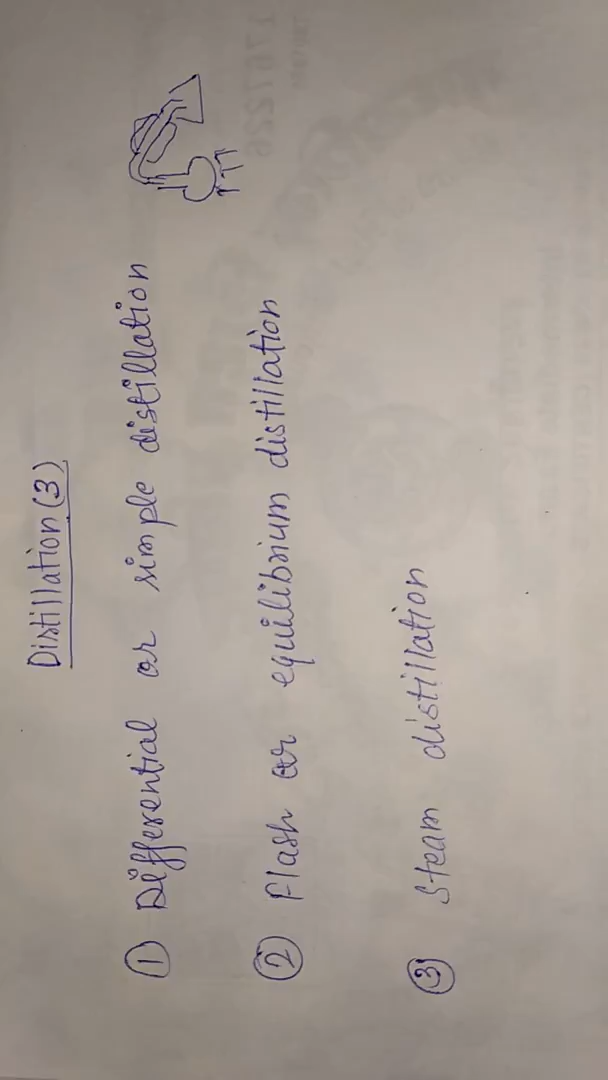 Distillation (3)
① Differential or simple distillation
② Flash or equilibrium distillation
③ Steam distillation